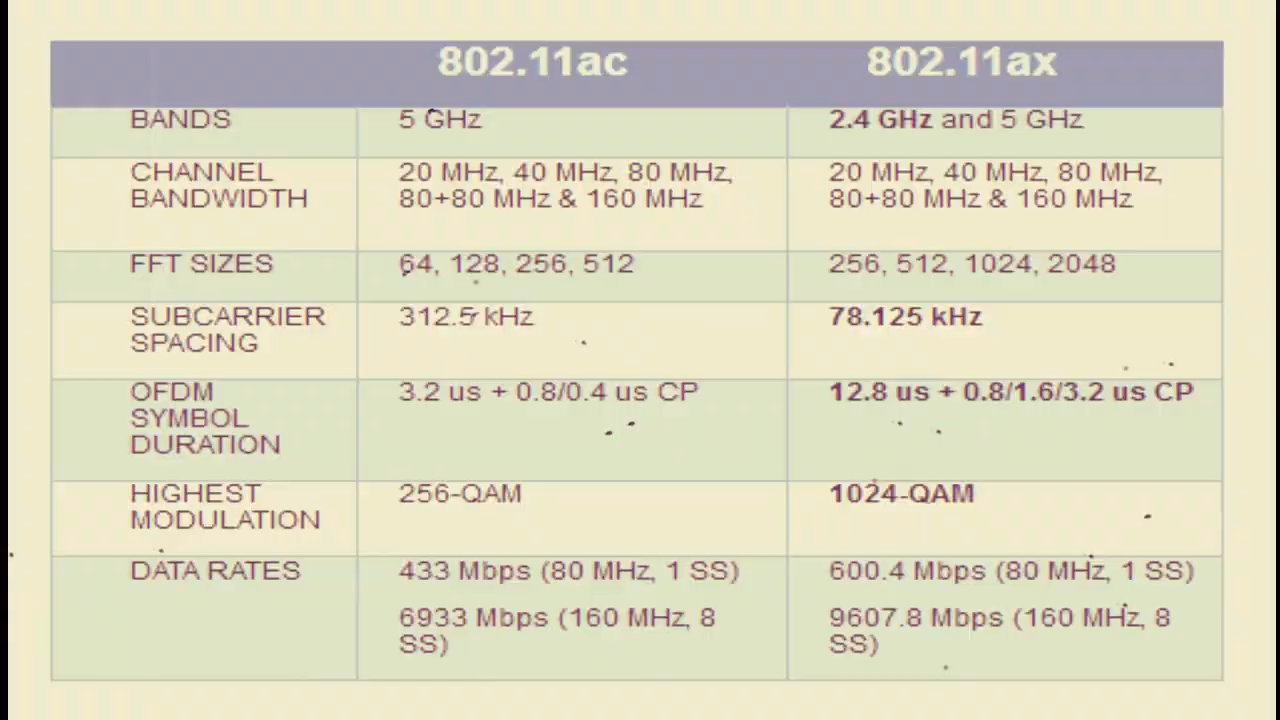 802.11ac 802.11ax
BANDS 5 GHz 2.4 GHz and 5 GHz
CHANNEL 20 MHz, 40 MHz, 80 MHz, 20 MHz, 40 MHz, 80 MHz,
BANDWIDTH 80+80 MHz & 160 MHz 80+80 MHz & 160 MHz
FFT SIZES 64, 128, 256, 512 256, 512, 1024, 2048
SUBCARRIER 312.5 kHz 78.125 kHz
SPACING
OFDM 3.2 us + 0.8/0.4 us CP 12.8 us + 0.8/1.6/3.2 us CP
SYMBOL
DURATION
HIGHEST 256-QAM 1024-QAM
MODULATION
DATA RATES 433 Mbps (80 MHz, 1 SS) 600.4 Mbps (80 MHz, 1 SS)
6933 Mbps (160 MHz, 8 9607.8 Mbps (160 MHz, 8
SS) SS)